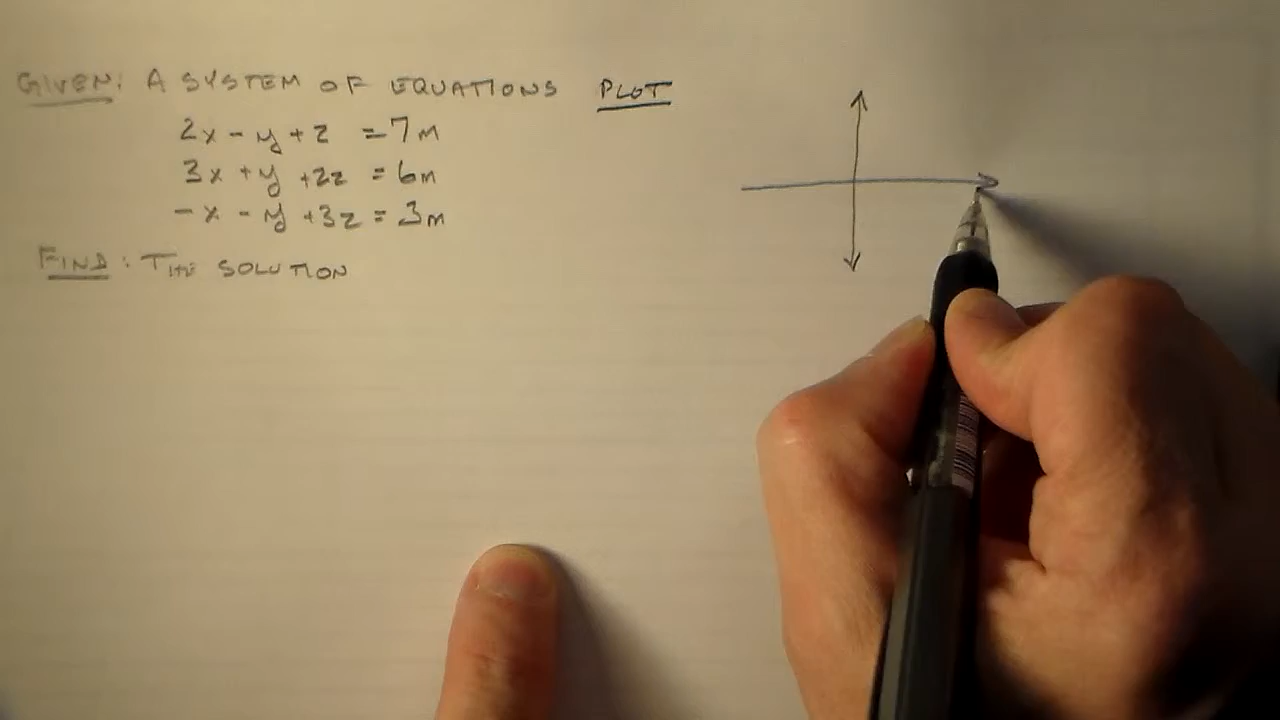 GIVEN: A SYSTEM OF EQUATIONS PLOT
2x - y + z = 7m
3x + y + 2z = 6m
-x - y + 3z = 3m
FIND: THE SOLUTION